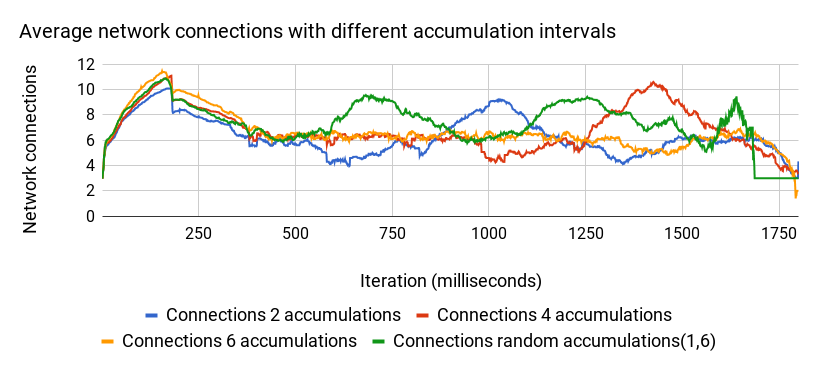 Average network connections with different accumulation intervals
Network connections
12
10
8
6
4
2
0
250
500
750
1000
1250
1500
1750
Iteration (milliseconds)
Connections 2 accumulations
Connections 4 accumulations
Connections 6 accumulations
Connections random accumulations(1,6)